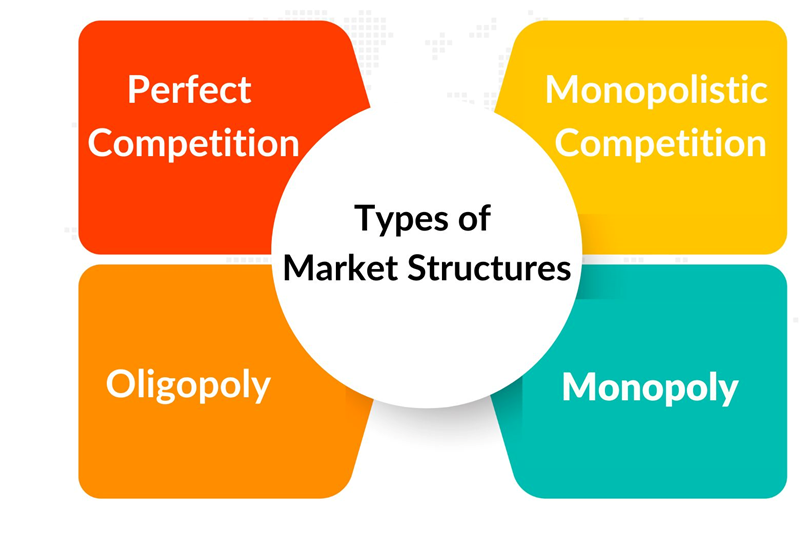 Perfect
Competition
Monopolistic
Competition
Types of
Market Structures
Oligopoly
Monopoly